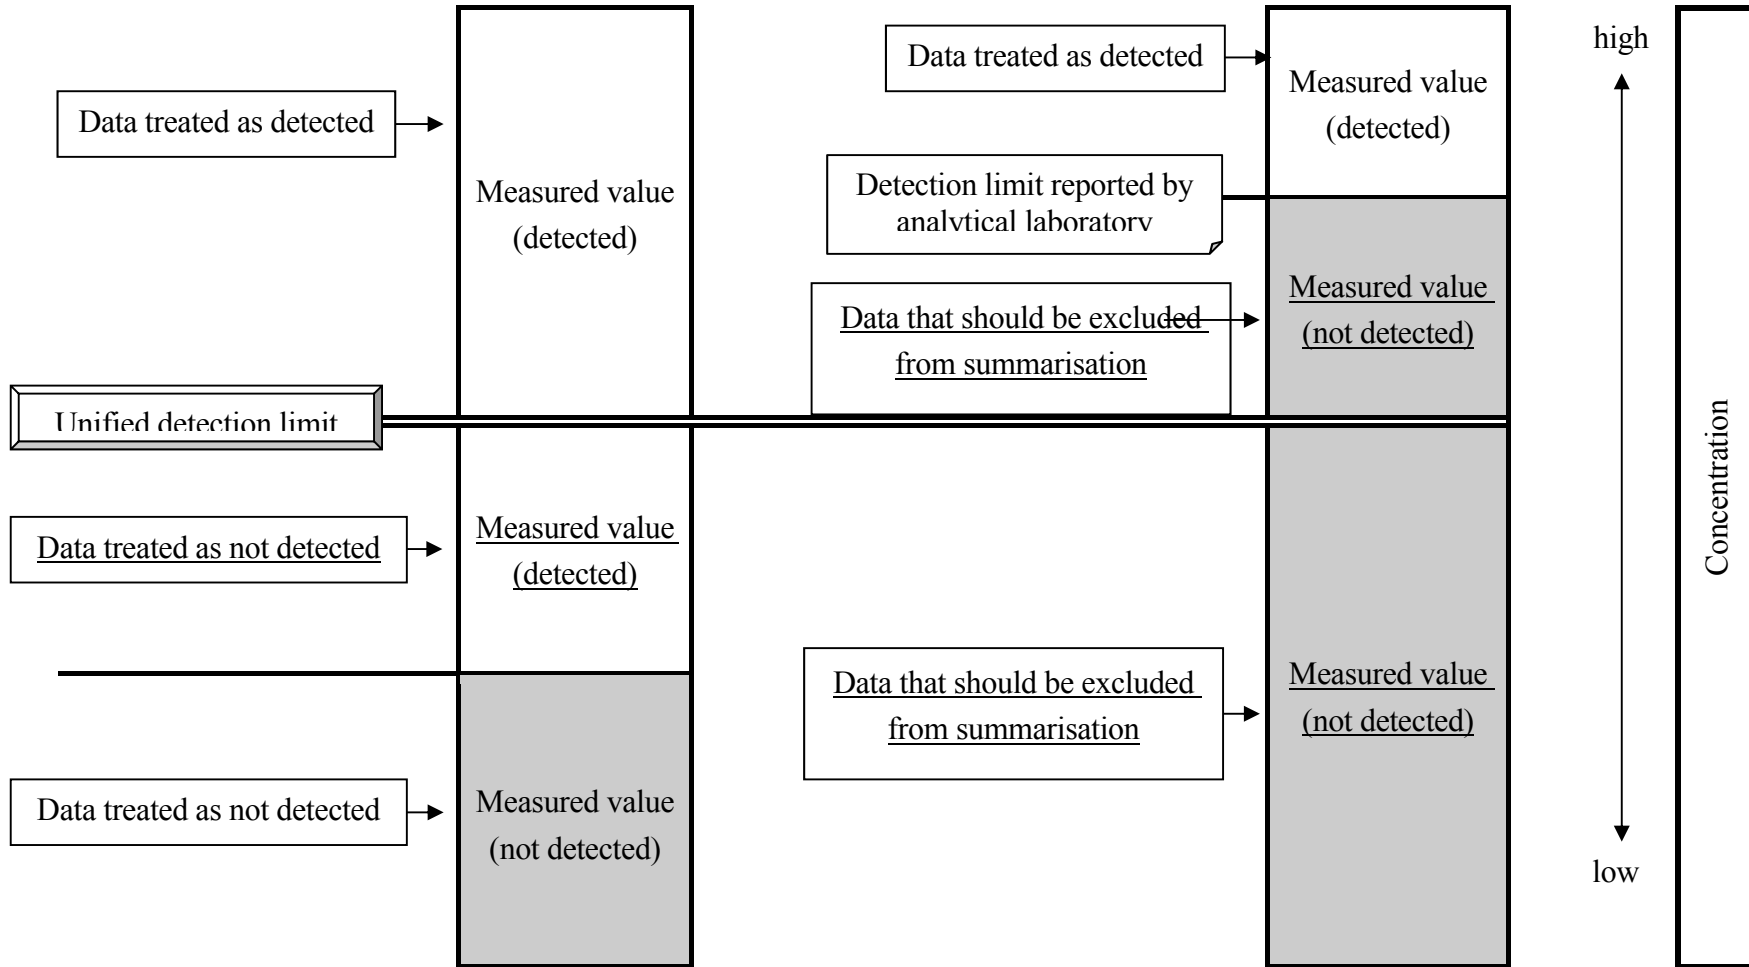 Data treated as detected
Measured value
(detected)
Data treated as detected
Measured value
(detected)
Detection limit reported by
analytical laboratory
Data that should be excluded
from summarisation
Measured value
(not detected)
Unified detection limit
Data treated as not detected
Measured value
(detected)
Data that should be excluded
from summarisation
Measured value
(not detected)
Data treated as not detected
Measured value
(not detected)
high
low
Concentration